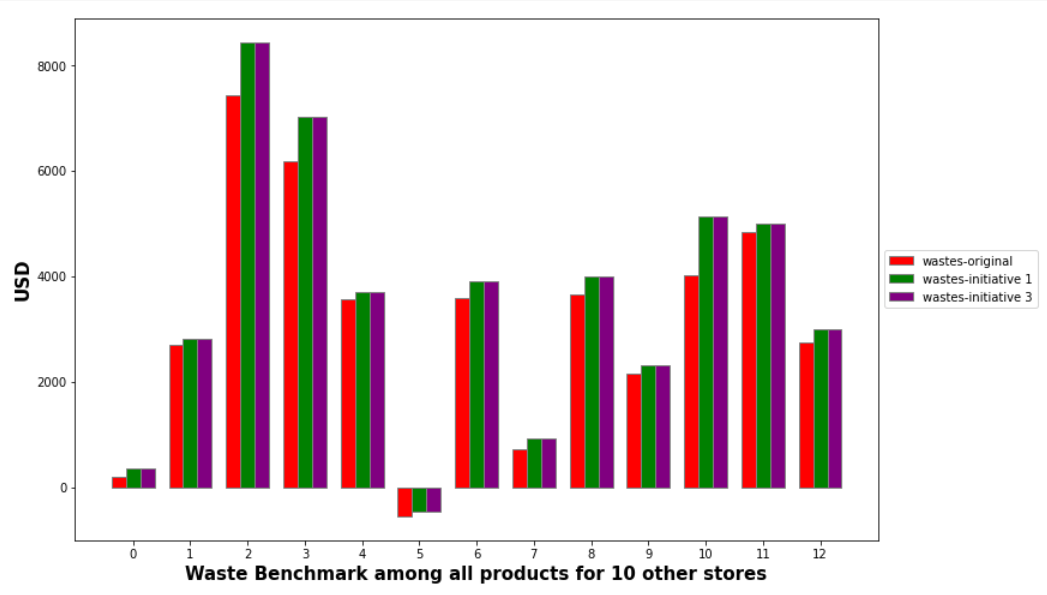 8000
6000
4000
2000
0
USD
0 1 2 3 4 5 6 7 8 9 10 11 12
Waste Benchmark among all products for 10 other stores
wastes-original
wastes-initiative 1
wastes-initiative 3